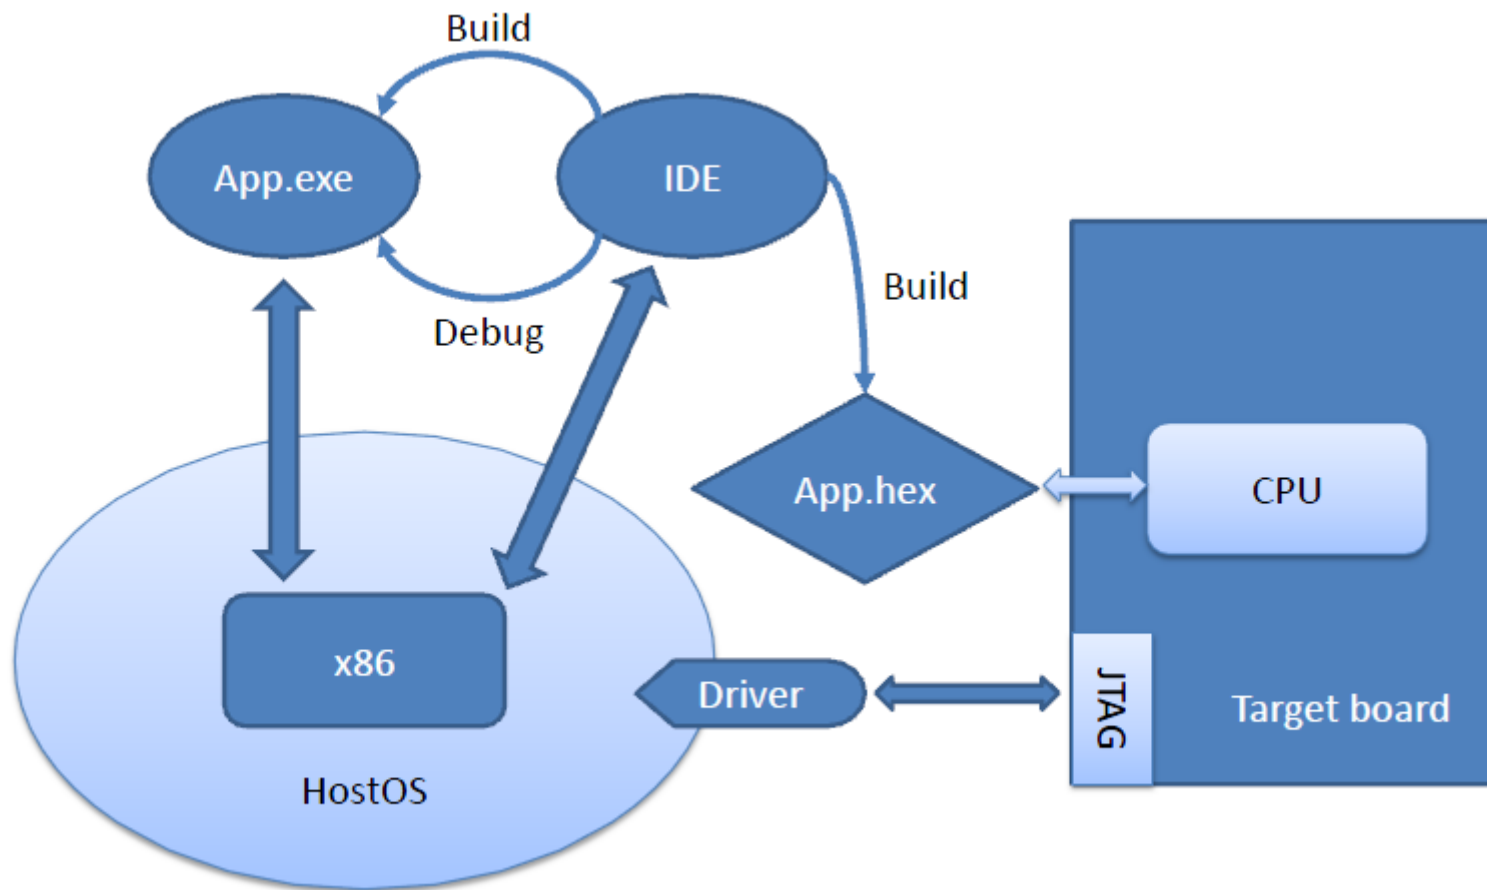 Build
App.exe
IDE
Build
Debug
App.hex
CPU
x86
Driver
JTAG
Target board
HostOS